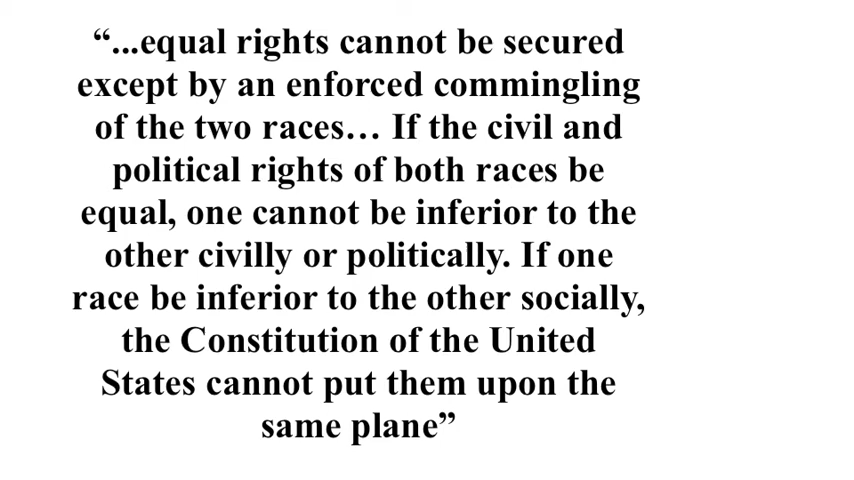 “...equal rights cannot be secured
except by an enforced commingling
of the two races… If the civil and
political rights of both races be
equal, one cannot be inferior to the
other civilly or politically. If one
race be inferior to the other socially,
the Constitution of the United
States cannot put them upon the
same plane”